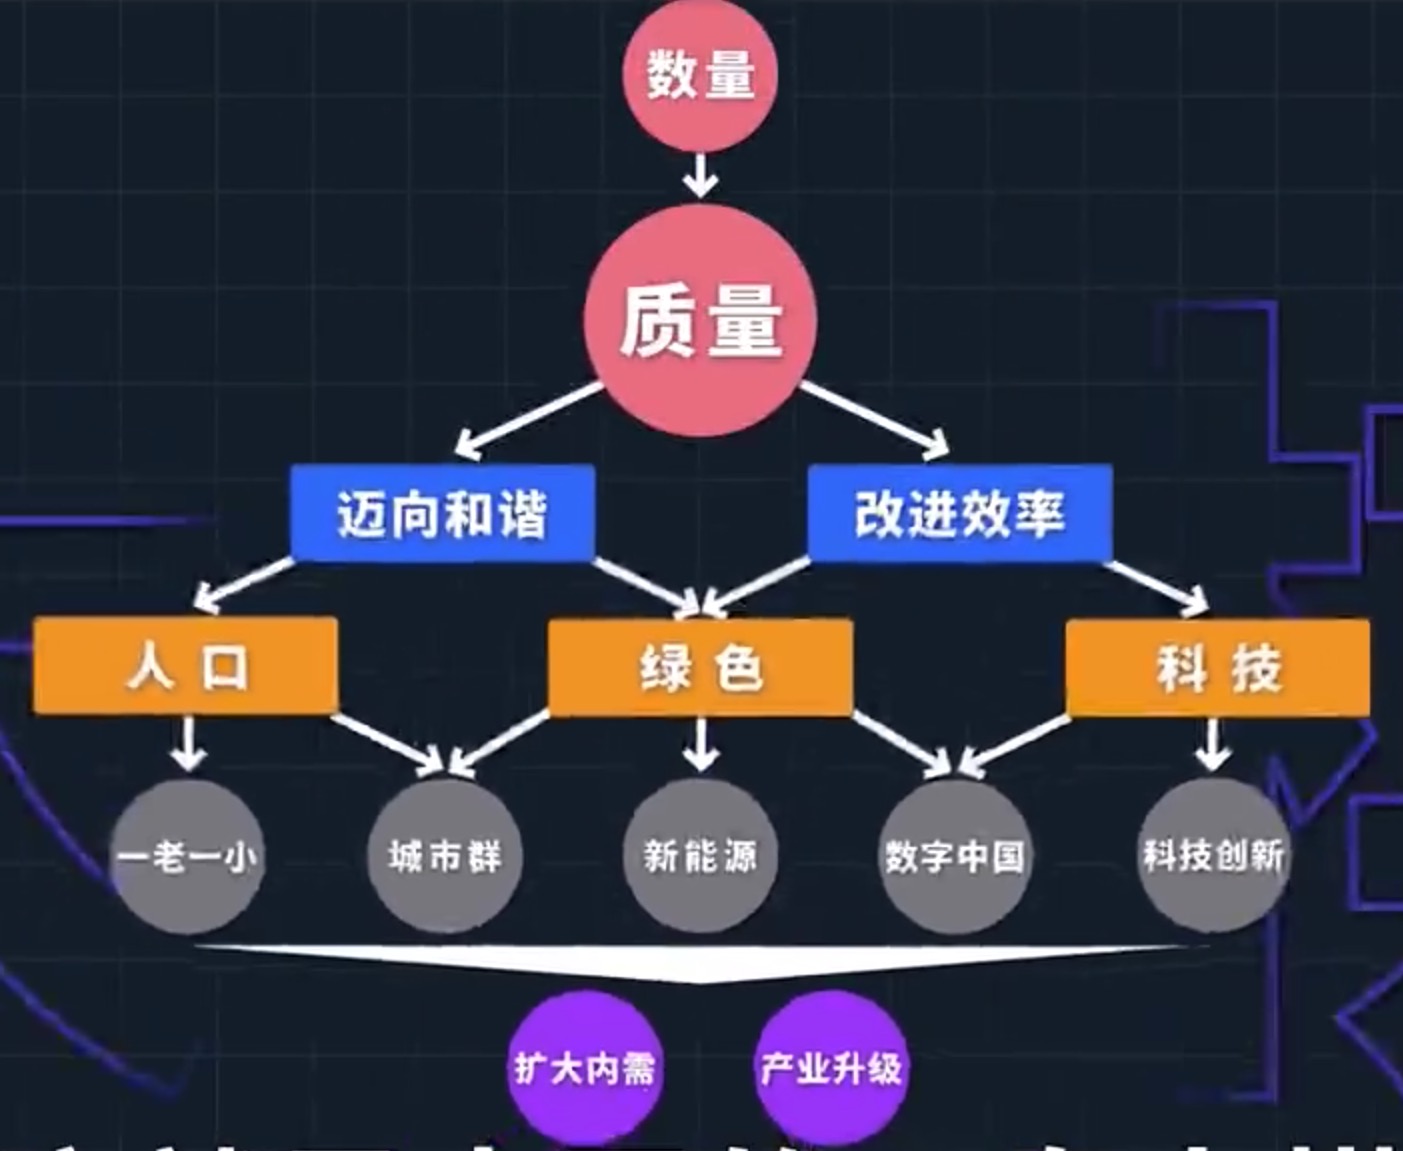 数量
质量
迈向和谐
改进效率
人口
绿色
科技
一老一小
城市群
新能源
数字中国
科技创新
扩大内需
产业升级